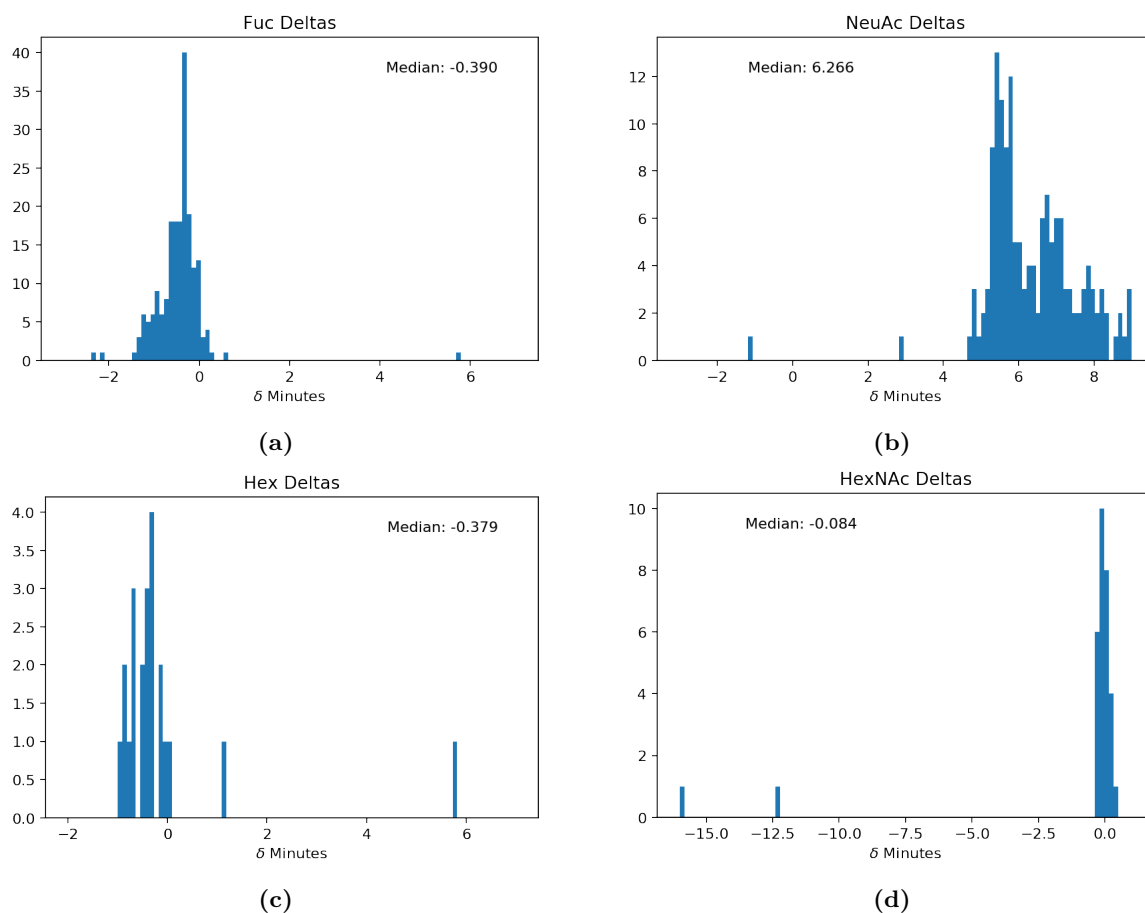 Fuc Deltas
Median: -0.390
40
35
30
25
20
15
10
5
0
−2 0 2 4 6
δ Minutes
(a)
NeuAc Deltas
Median: 6.266
12
10
8
6
4
2
0
−2 0 2 4 6 8
δ Minutes
(b)
Hex Deltas
Median: -0.379
4.0
3.5
3.0
2.5
2.0
1.5
1.0
0.5
0.0
−2 0 2 4 6
δ Minutes
(c)
HexNAc Deltas
Median: -0.084
10
8
6
4
2
0
−15.0 −12.5 −10.0 −7.5 −5.0 −2.5 0.0
δ Minutes
(d)